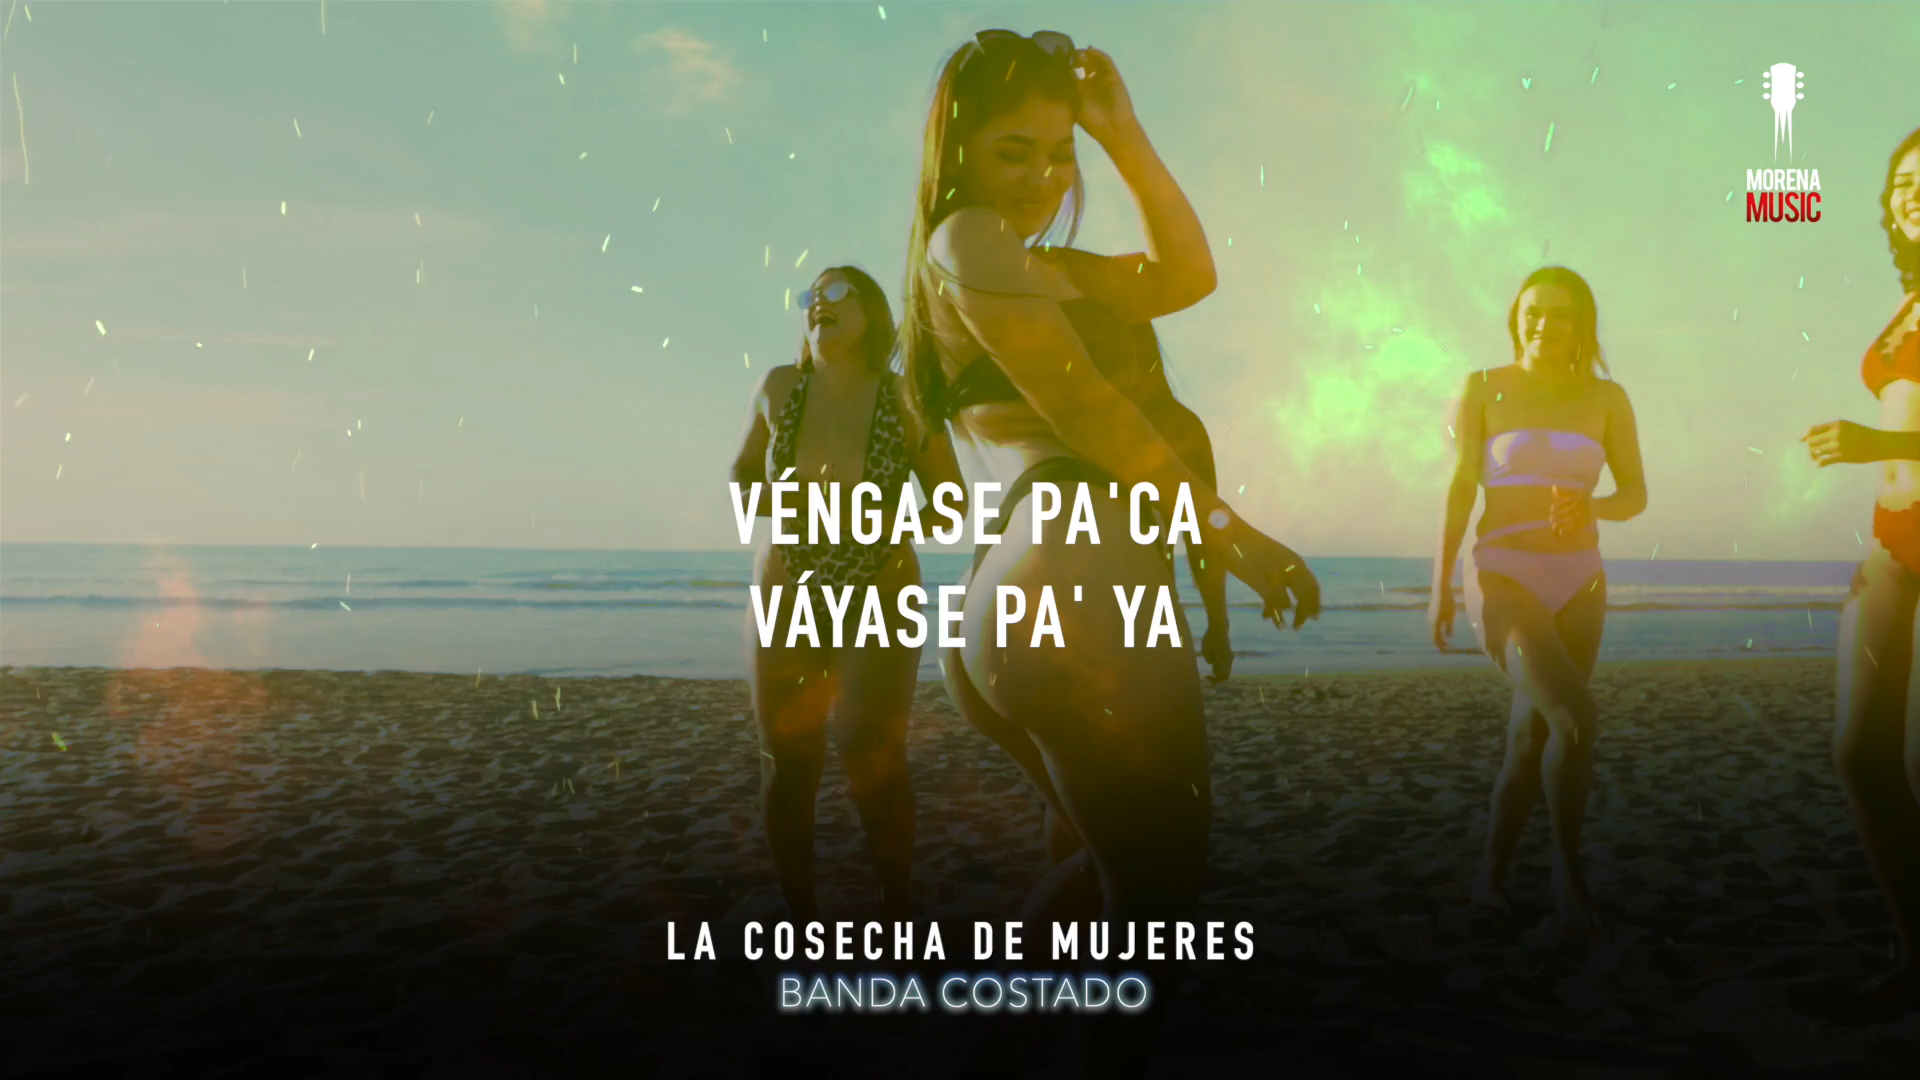 MORENA
MUSIC
VÉNGASE PA'CA
VÁYASE PA' YA
LA COSECHA DE MUJERES
BANDA COSTADO